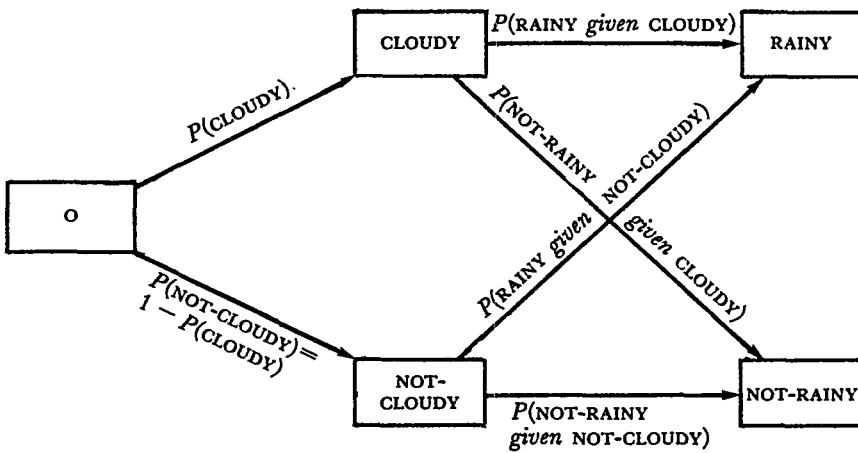 P(RAINY given CLOUDY)
CLOUDY
RAINY
P(CLOUDY).
P(NOT-RAINY given CLOUDY)
P(RAINY given NOT-CLOUDY)
O
P(NOT-CLOUDY)=
1 – P(CLOUDY)
NOT-
CLOUDY
NOT-RAINY
P(NOT-RAINY
given NOT-CLOUDY)